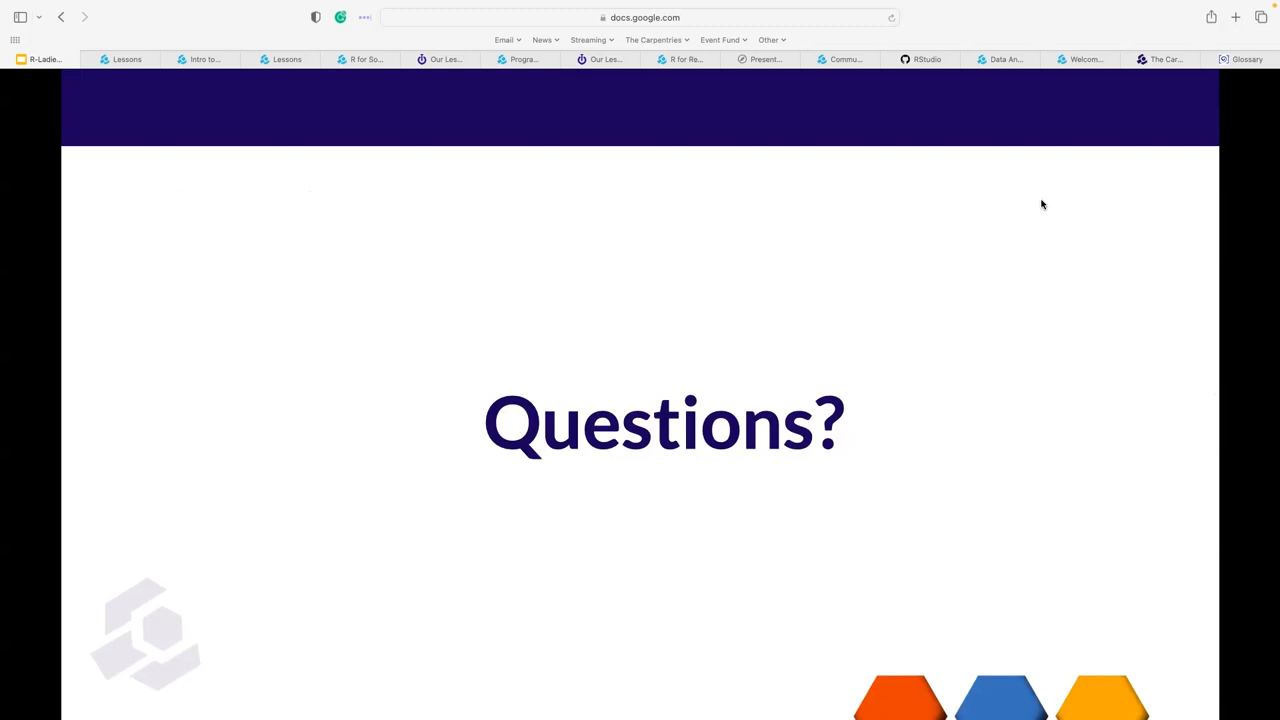 docs.google.com
Email News Streaming The Carpentries Event Fund Other
R-Ladie... Lessons Intro to... Lessons R for So... Our Les... Progra... Our Les... R for Re... Present... Commu... RStudio Data An... Welcom... The Car... Glossary
Questions?